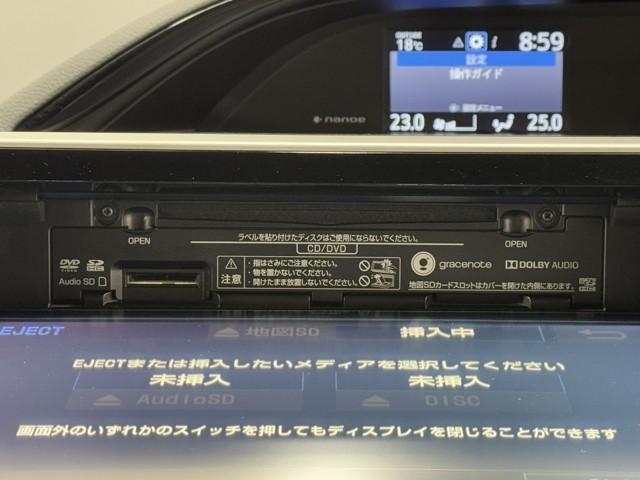 OUTSIDE
18℃
8:59
設定
操作ガイド
設定メニュー
nanoe
23.0
25.0
OPEN
ラベルを貼り付けたディスクはご使用にならないでください。
CD/DVD
OPEN
DVD VIDEO
SD HC
Audio SD
注意
・指はさみにご注意ください。
・物を置かないでください。
・開けたまま放置しないでください。
gracenote
DOLBY AUDIO
地図SDカードスロットはカバーを開けた内側にあります。
EJECT
地図SD
挿入中
EJECTまたは挿入したいメディアを選択してください
未挿入
未挿入
AudioSD
DISC
画面外のいずれかのスイッチを押してもディスプレイを閉じることができます